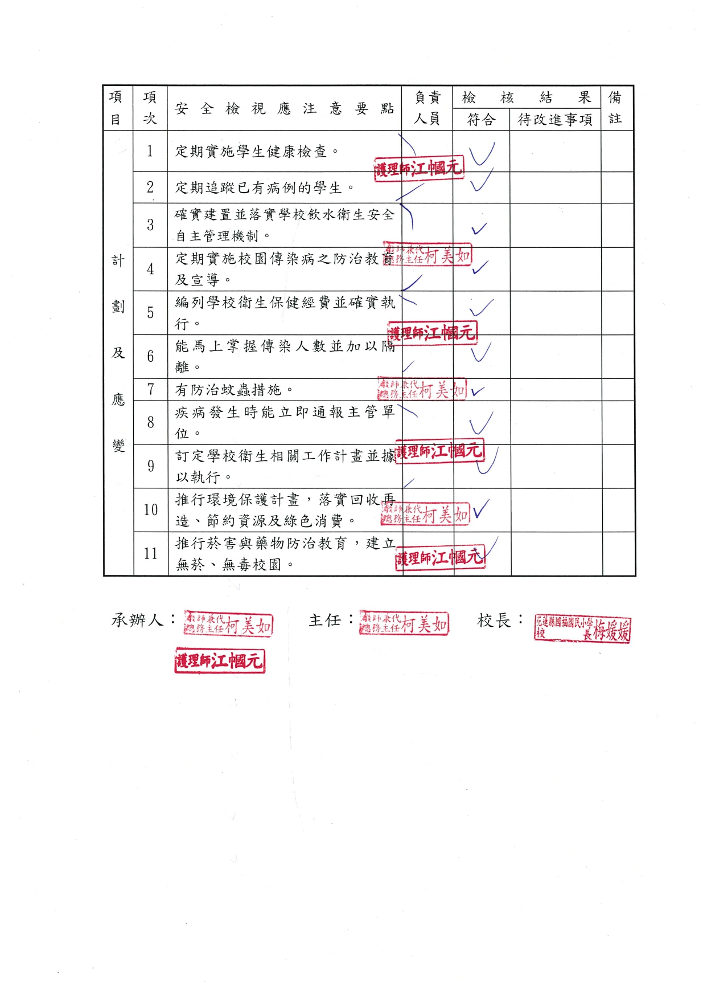 項目 項次 安全檢視應注意要點 負責人員 檢核結果 備註
符合 待改進事項
計劃及應變
1 定期實施學生健康檢查。 ✓
護理師江幗元
2 定期追蹤已有病例的學生。 ✓
3 確實建置並落實學校飲水衛生安全 ✓
自主管理機制。
教師兼代總務主任柯美如
4 定期實施校園傳染病之防治教育 ✓
及宣導。
5 編列學校衛生保健經費並確實執 ✓
行。
護理師江幗元
6 能馬上掌握傳染人數並加以隔 ✓
離。
7 有防治蚊蟲措施。 教師兼代總務主任柯美如 ✓
8 疾病發生時能立即通報主管單 ✓
位。
護理師江幗元
9 訂定學校衛生相關工作計畫並據 ✓
以執行。
10 推行環境保護計畫，落實回收再 教師兼代總務主任柯美如 ✓
造、節約資源及綠色消費。
11 推行菸害與藥物防治教育，建立 護理師江幗元 ✓
無菸、無毒校園。
承辦人： 教師兼代總務主任柯美如 主任： 教師兼代總務主任柯美如 校長： 花蓮縣國福國民小學校長梅媛媛
護理師江幗元